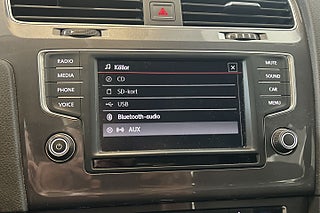 RADIO
MEDIA
PHONE
VOICE
Källor
CD
SD-kort
USB
Bluetooth-audio
AUX
MUTE
SOUND
CAR
MENU